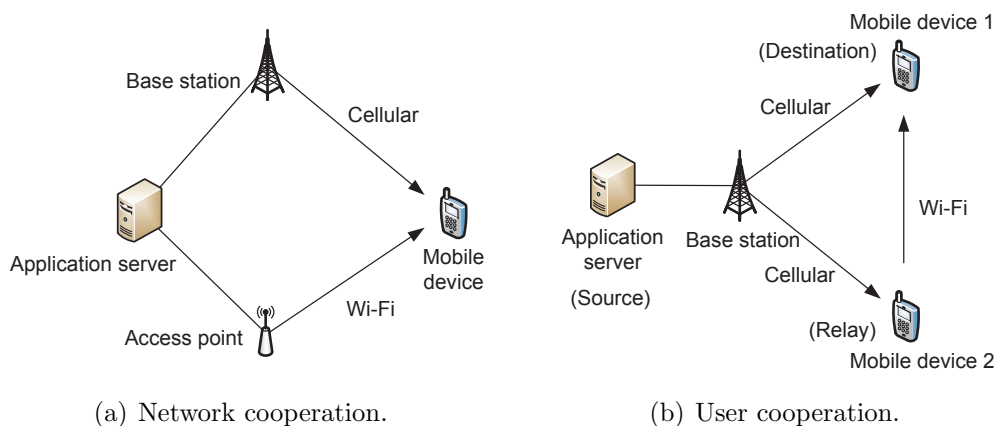 Base station
Cellular
Application server
Mobile
device
Wi-Fi
Access point
(a) Network cooperation.
Mobile device 1
(Destination)
Cellular
Wi-Fi
Application
server
(Source)
Base station
Cellular
(Relay)
Mobile device 2
(b) User cooperation.